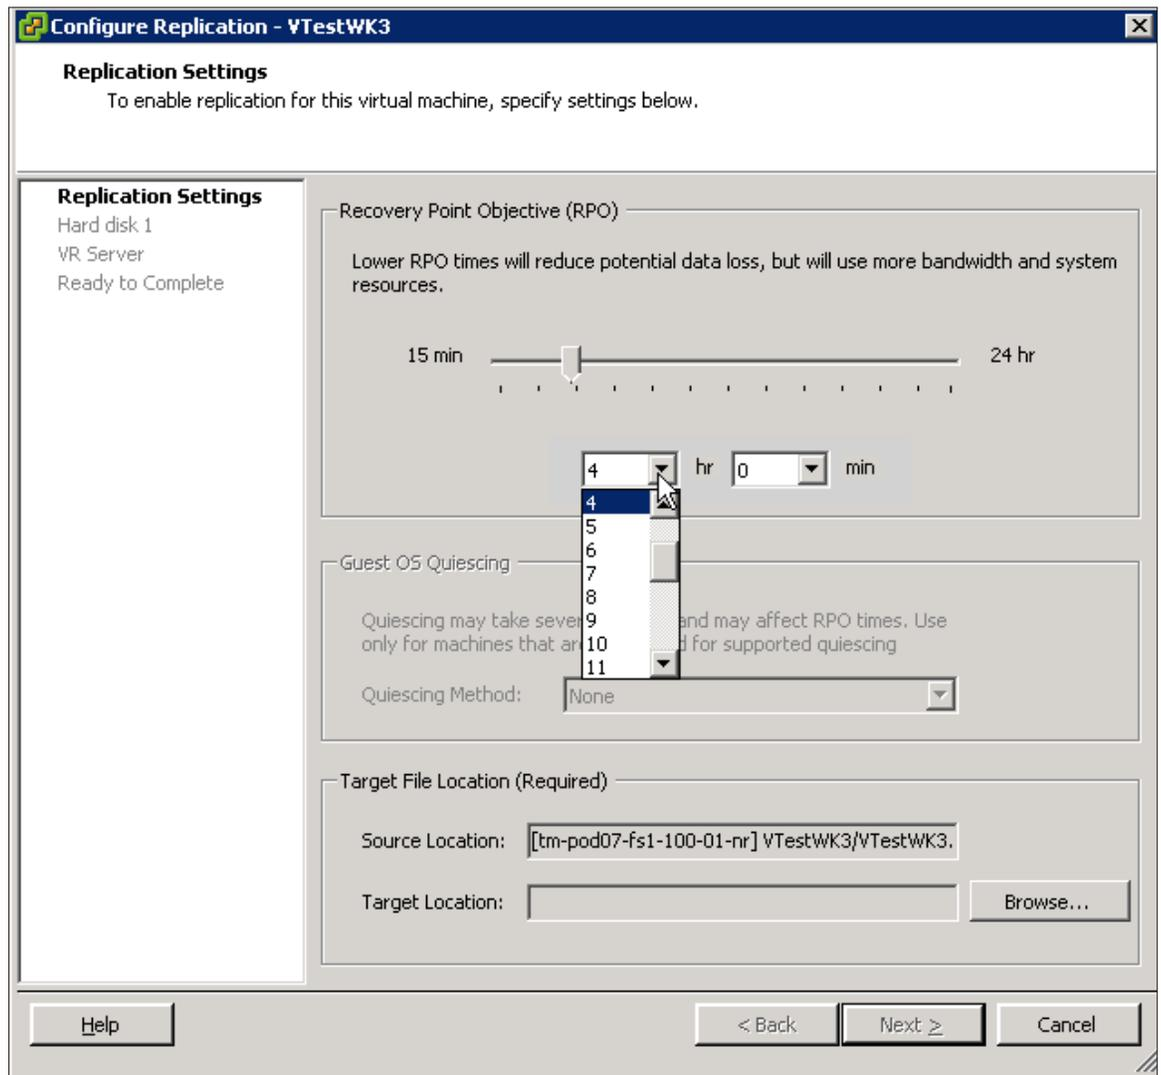 Configure Replication - VTestWK3
Replication Settings
To enable replication for this virtual machine, specify settings below.
Replication Settings
Hard disk 1
VR Server
Ready to Complete
Recovery Point Objective (RPO)
Lower RPO times will reduce potential data loss, but will use more bandwidth and system
resources.
15 min 24 hr
4 hr 0 min
4
5
6
7
8
9
10
11
Guest OS Quiescing
Quiescing may take and may affect RPO times. Use
only for machines that for supported quiescing
Quiescing Method: None
Target File Location (Required)
Source Location: [tm-pod07-fs1-100-01-nr] VTestWK3/VTestWK3.
Target Location: Browse...
Help < Back Next ≥ Cancel